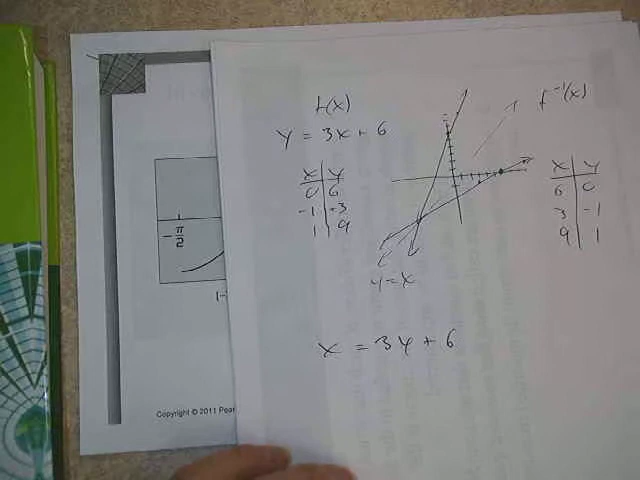 f(x)
y = 3x + 6
x | y
0 | 6
-1 | -3
1 | 9
f⁻¹(x)
x | y
6 | 0
3 | -1
9 | 1
y = x
x = 3y + 6
-π/2
1-
Copyright © 2011 Pear